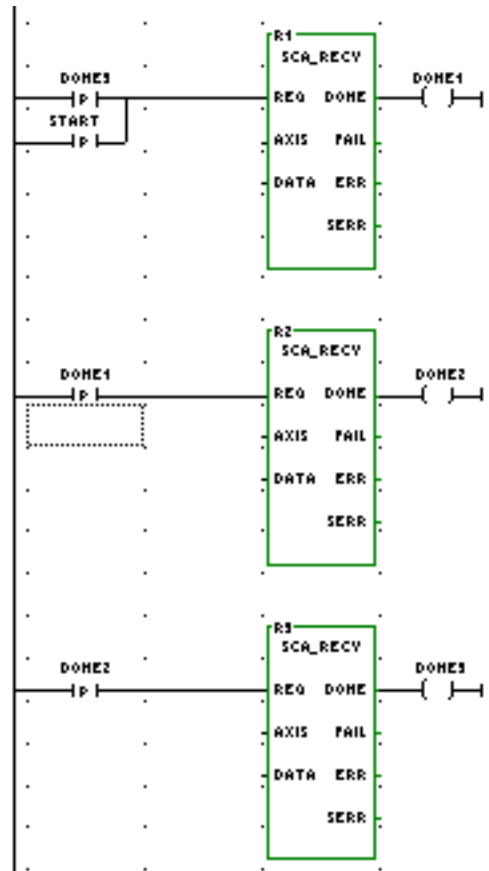 R1
SCA_RECV
DONE3
DONE1
P
REQ DONE
START
P
AXIS FAIL
DATA ERR
SERR
R2
SCA_RECV
DONE1
DONE2
P
REQ DONE
AXIS FAIL
DATA ERR
SERR
R3
SCA_RECV
DONE2
DONE3
P
REQ DONE
AXIS FAIL
DATA ERR
SERR